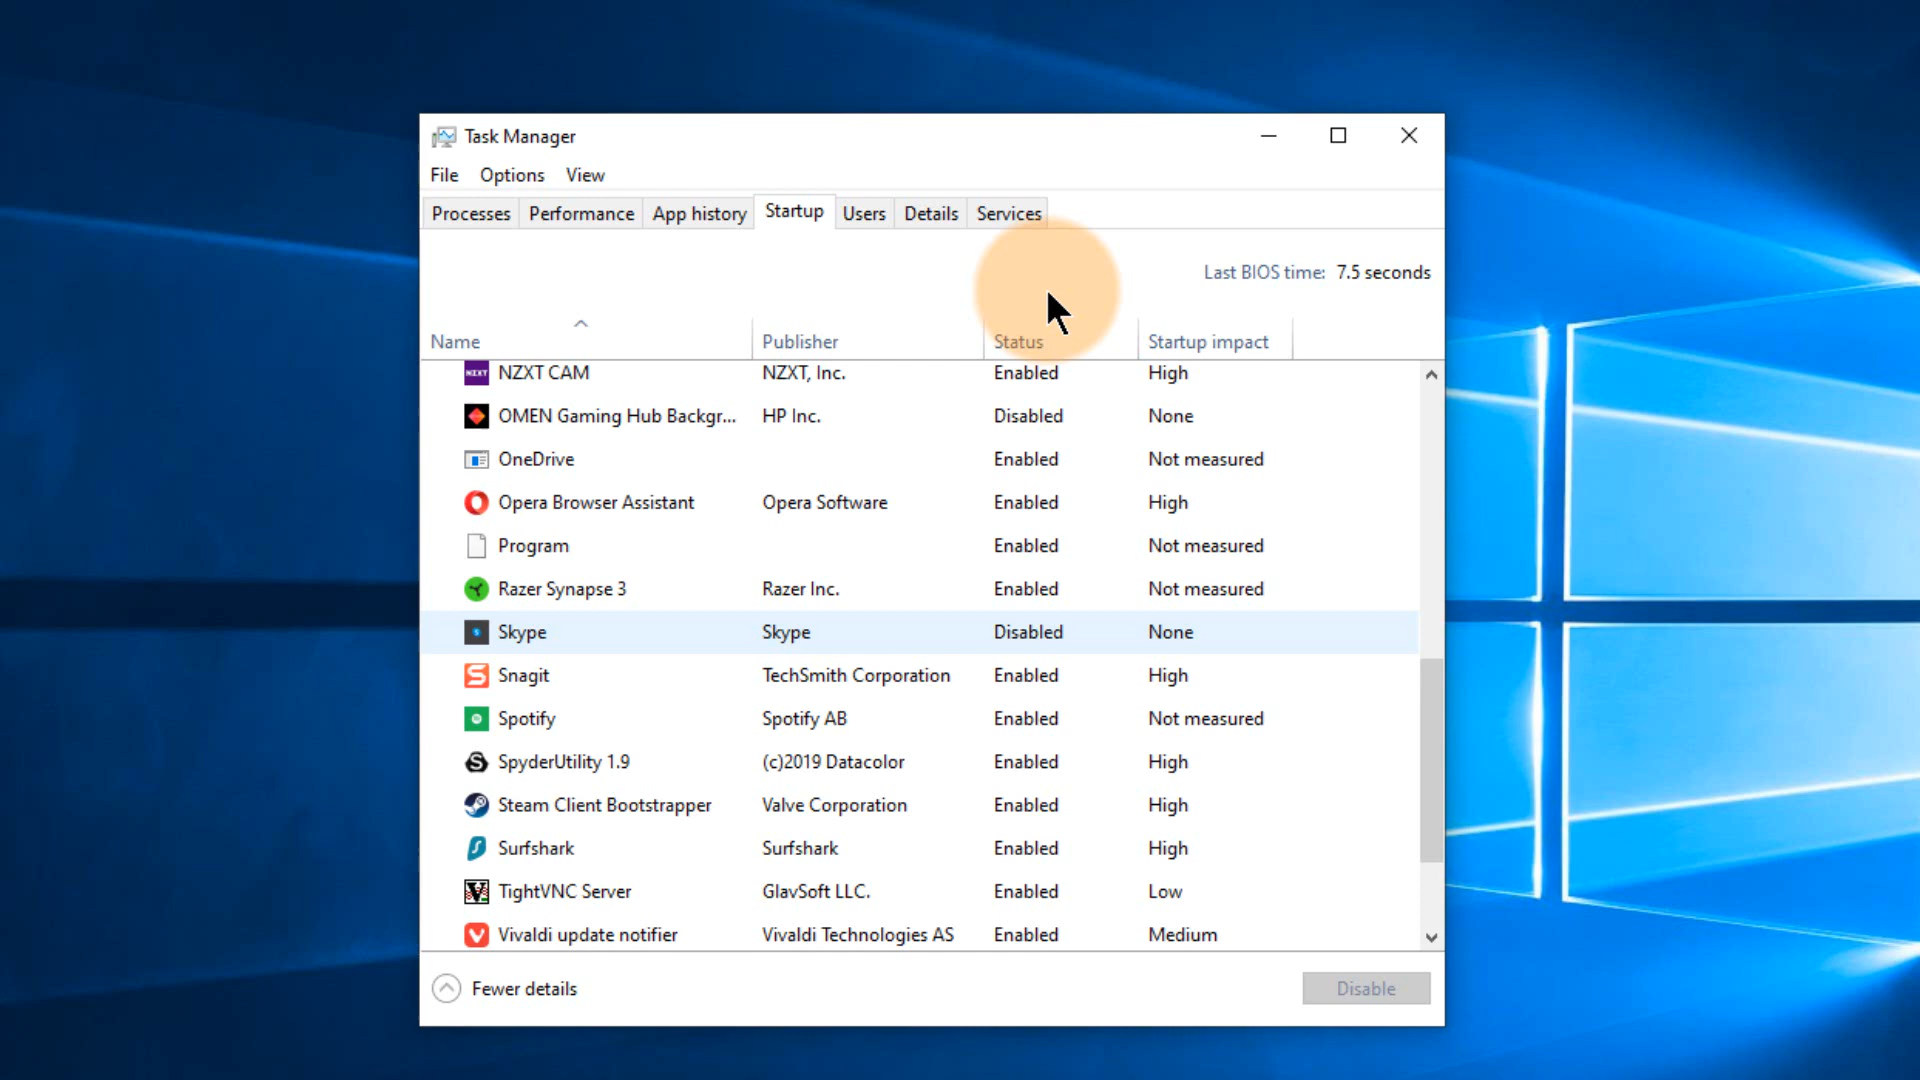 Task Manager
File Options View
Processes Performance App history Startup Users Details Services
Last BIOS time: 7.5 seconds
Name Publisher Status Startup impact
NZXT NZXT CAM NZXT, Inc. Enabled High
OMEN Gaming Hub Backgr... HP Inc. Disabled None
OneDrive Enabled Not measured
Opera Browser Assistant Opera Software Enabled High
Program Enabled Not measured
Razer Synapse 3 Razer Inc. Enabled Not measured
Skype Skype Disabled None
Snagit TechSmith Corporation Enabled High
Spotify Spotify AB Enabled Not measured
SpyderUtility 1.9 (c)2019 Datacolor Enabled High
Steam Client Bootstrapper Valve Corporation Enabled High
Surfshark Surfshark Enabled High
TightVNC Server GlavSoft LLC. Enabled Low
Vivaldi update notifier Vivaldi Technologies AS Enabled Medium
Fewer details Disable